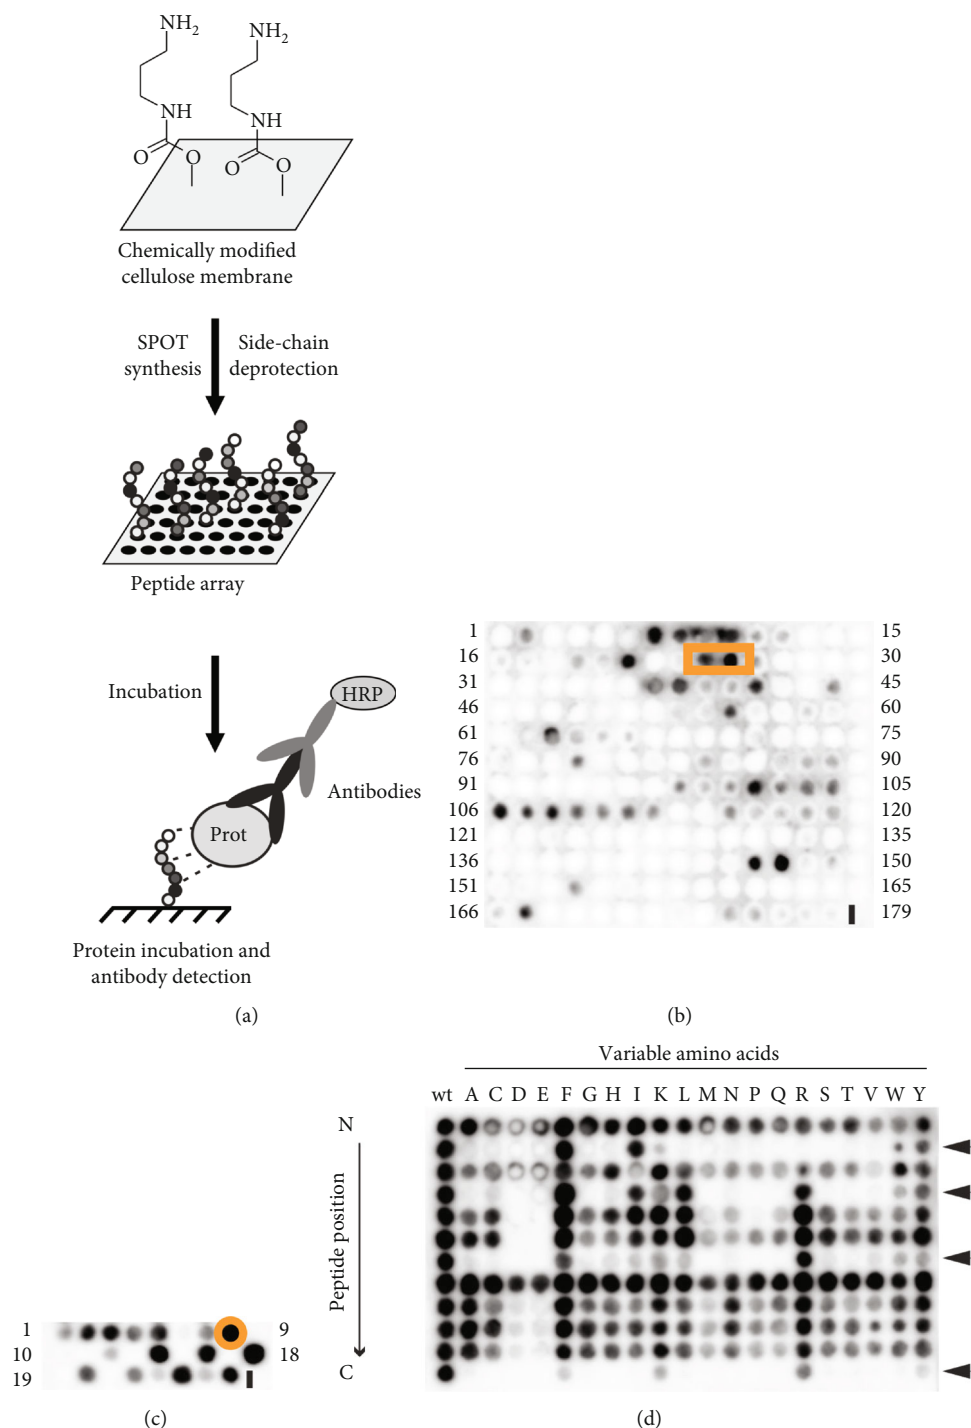 NH2
NH2
NH
NH
O
O
O
O
Chemically modified
cellulose membrane
SPOT
synthesis
Side-chain
deprotection
Peptide array
Incubation
HRP
Antibodies
Prot
Protein incubation and
antibody detection
(a)
1 15
16 30
31 45
46 60
61 75
76 90
91 105
106 120
121 135
136 150
151 165
166 179
(b)
1 9
10 18
19
(c)
Variable amino acids
wt A C D E F G H I K L M N P Q R S T V W Y
N
Peptide position
C
(d)